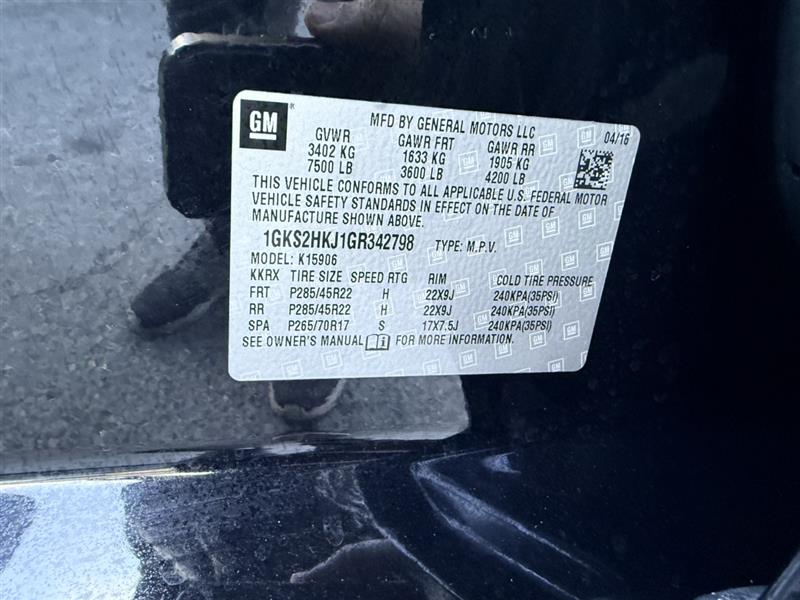 GM
MFD BY GENERAL MOTORS LLC 04/16
GVWR GAWR FRT GAWR RR
3402 KG 1633 KG 1905 KG
7500 LB 3600 LB 4200 LB
THIS VEHICLE CONFORMS TO ALL APPLICABLE U.S. FEDERAL MOTOR
VEHICLE SAFETY STANDARDS IN EFFECT ON THE DATE OF
MANUFACTURE SHOWN ABOVE.
1GKS2HKJ1GR342798 TYPE: M.P.V.
MODEL: K15906
KKRX TIRE SIZE SPEED RTG RIM COLD TIRE PRESSURE
FRT P285/45R22 H 22X9J 240KPA(35PSI)
RR P285/45R22 H 22X9J 240KPA(35PSI)
SPA P265/70R17 S 17X7.5J 240KPA(35PSI)
SEE OWNER'S MANUAL i FOR MORE INFORMATION.